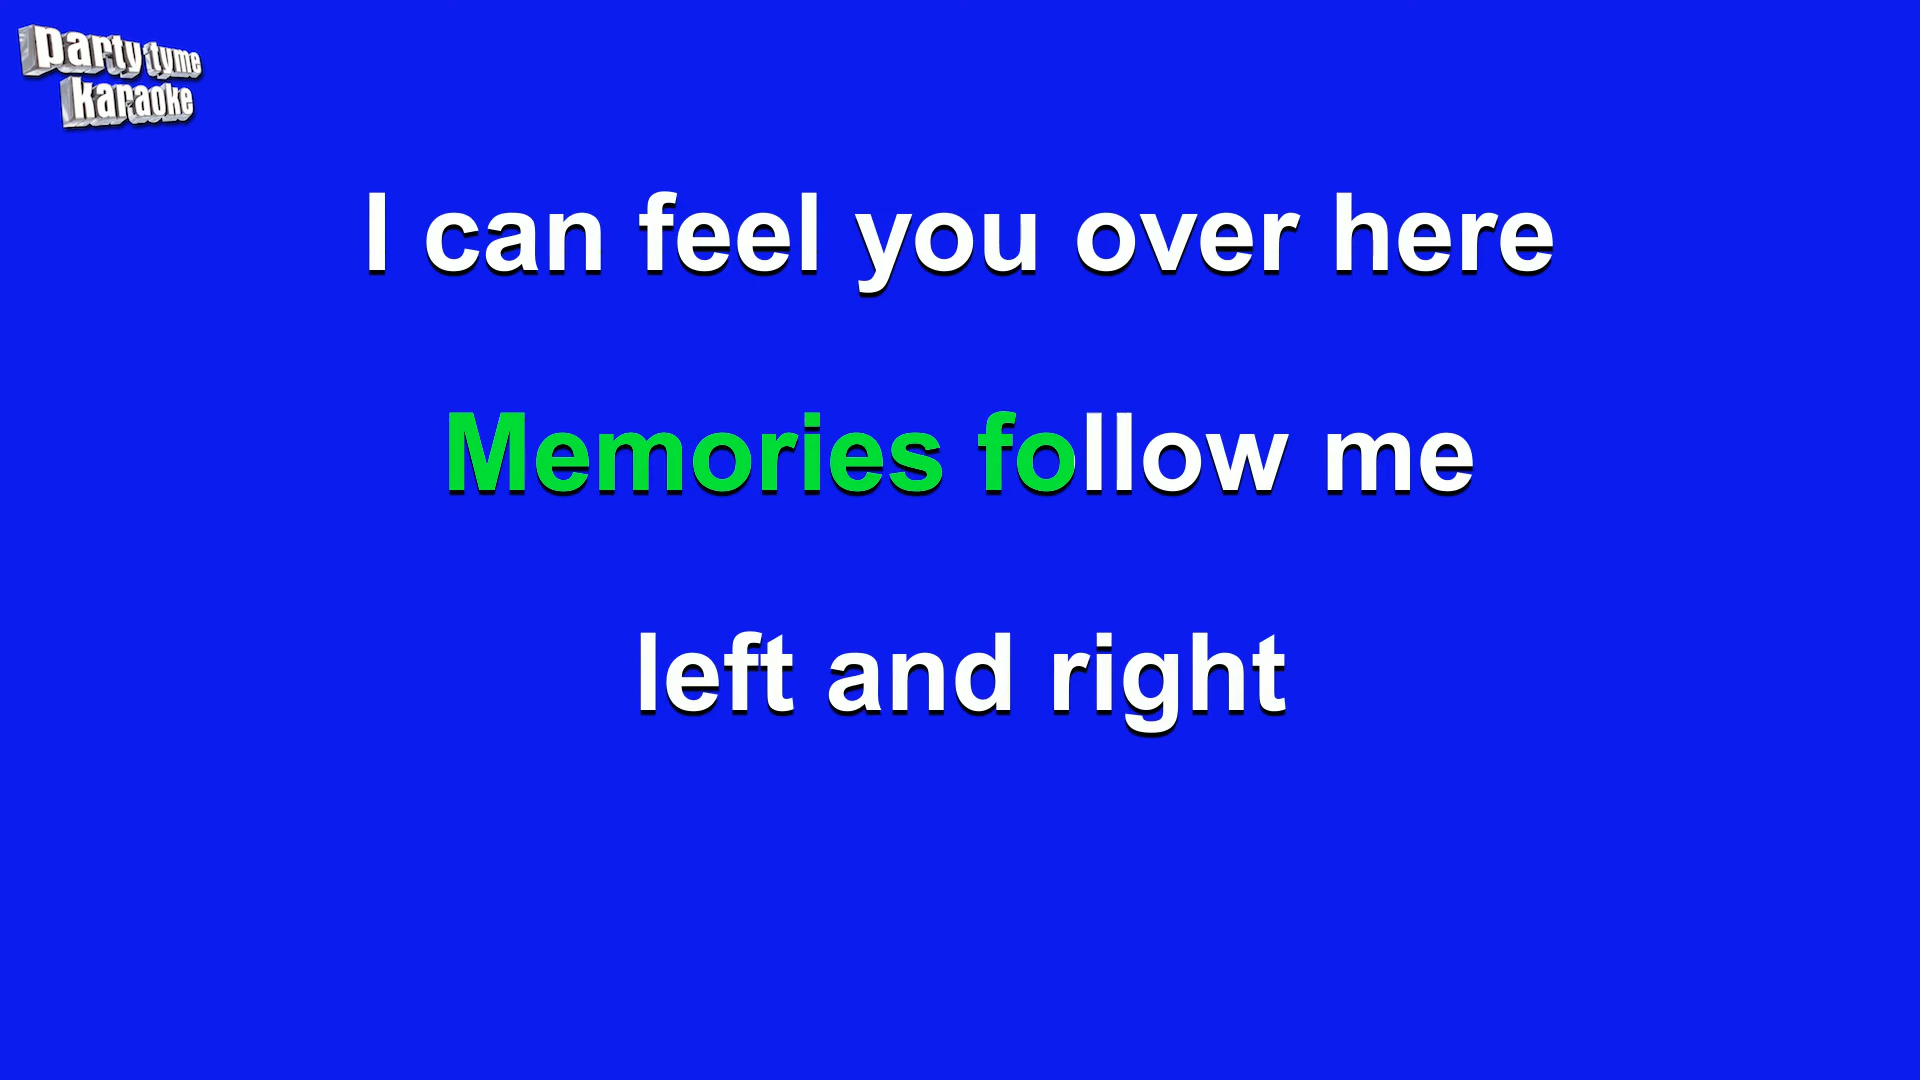 party tyme
karaoke
I can feel you over here
Memories follow me
left and right